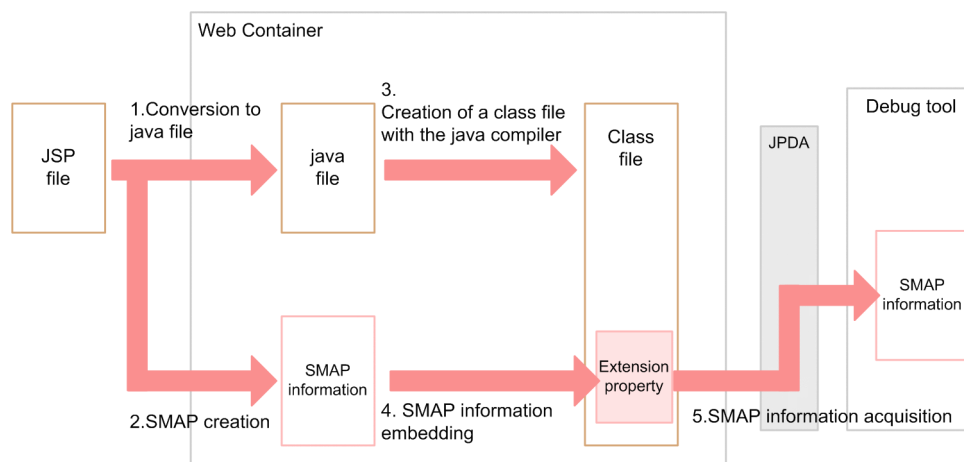 Web Container
1.Conversion to
java file
3.
Creation of a class file
with the java compiler
Debug tool
JSP
file
java
file
Class
file
JPDA
SMAP
information
SMAP
information
Extension
property
2.SMAP creation
4. SMAP information
embedding
5.SMAP information acquisition